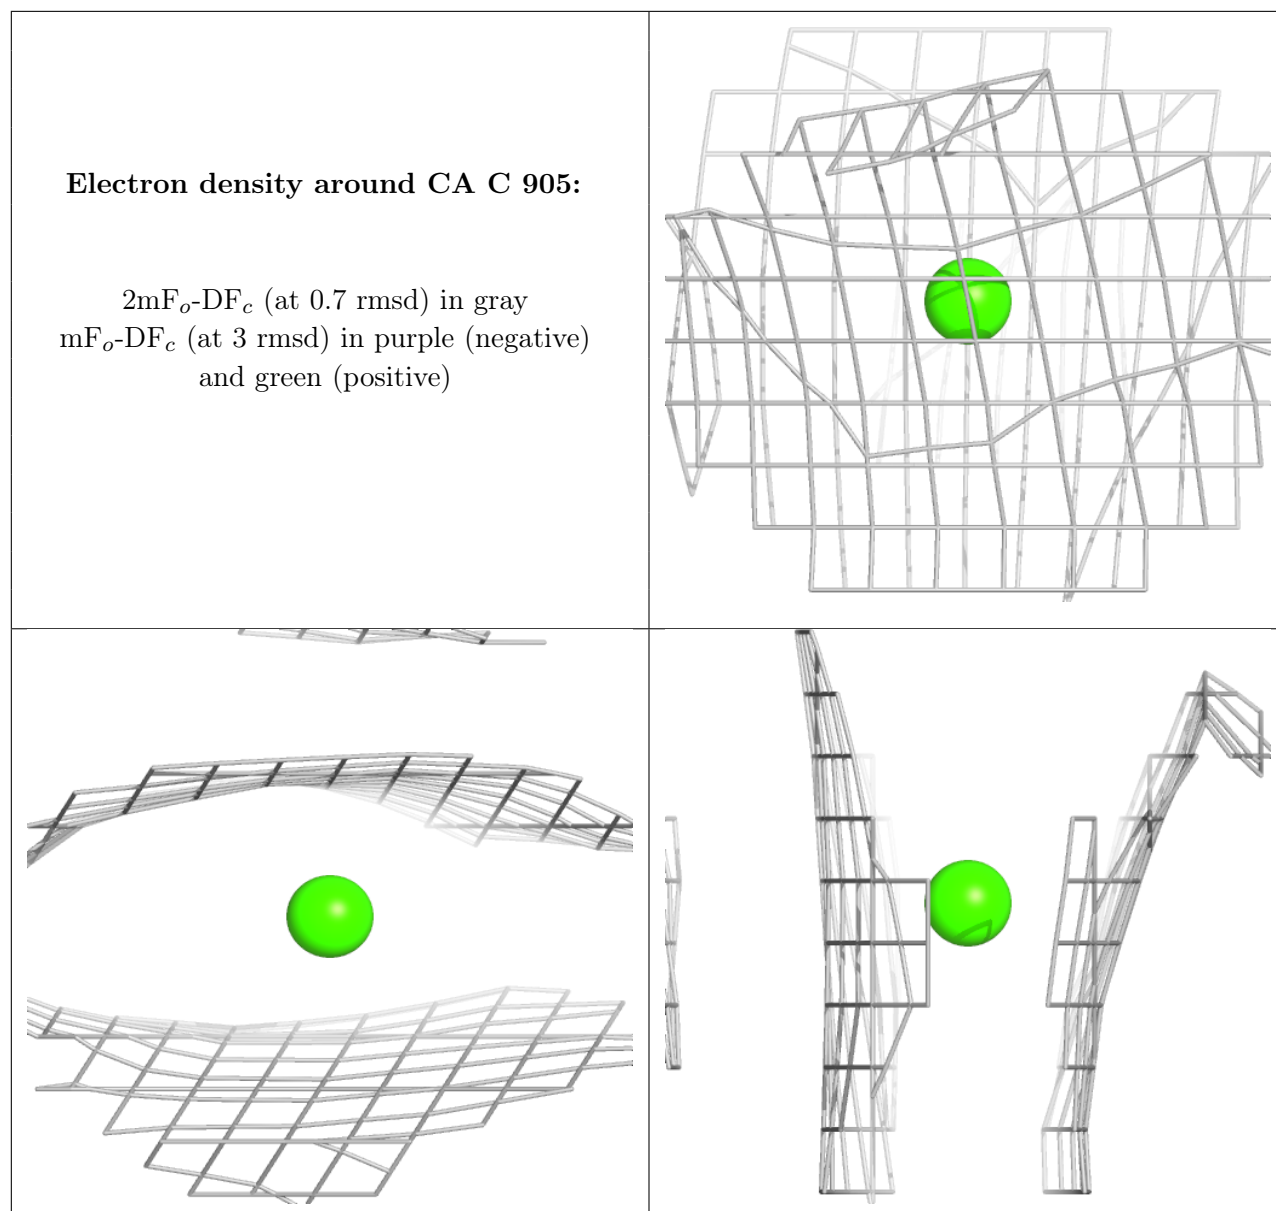 Electron density around CA C 905:
2mFₒ-DF𝒸 (at 0.7 rmsd) in gray
mFₒ-DF𝒸 (at 3 rmsd) in purple (negative)
and green (positive)